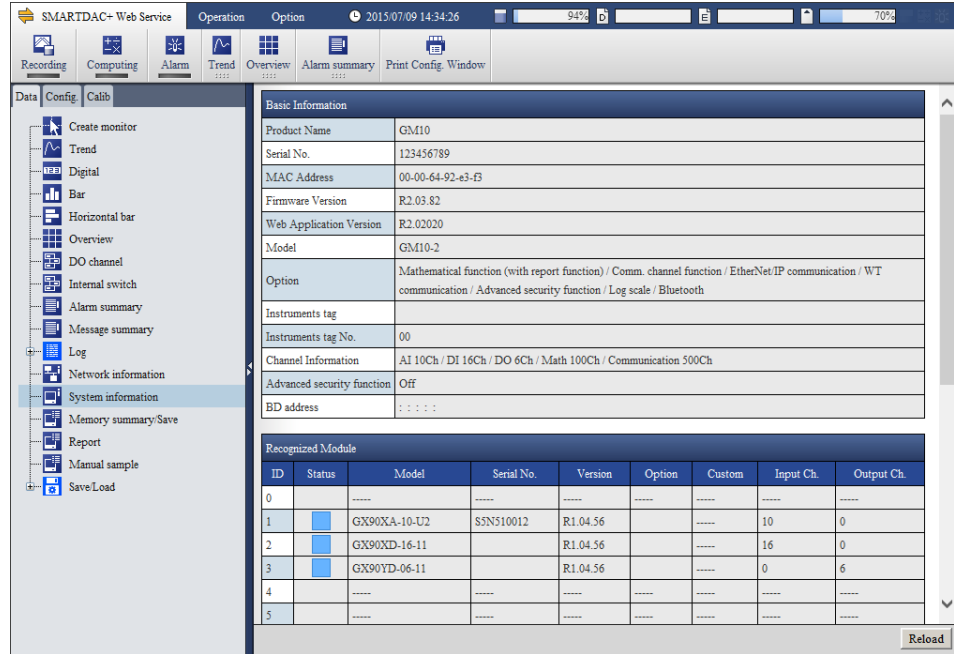 SMARTDAC+ Web Service Operation Option 2015/07/09 14:34:26 94% D E 70%
Recording Computing Alarm Trend Overview Alarm summary Print Config. Window
Data Config. Calib
Create monitor
Trend
Digital
Bar
Horizontal bar
Overview
DO channel
Internal switch
Alarm summary
Message summary
Log
Network information
System information
Memory summary/Save
Report
Manual sample
Save/Load
Basic Information
Product Name GM10
Serial No. 123456789
MAC Address 00-00-64-92-e3-f3
Firmware Version R2.03.82
Web Application Version R2.02020
Model GM10-2
Option Mathematical function (with report function) / Comm. channel function / EtherNet/IP communication / WT
communication / Advanced security function / Log scale / Bluetooth
Instruments tag
Instruments tag No. 00
Channel Information AI 10Ch / DI 16Ch / DO 6Ch / Math 100Ch / Communication 500Ch
Advanced security function Off
BD address : : : : :
Recognized Module
ID Status Model Serial No. Version Option Custom Input Ch. Output Ch.
0 ----- ----- ----- ----- ----- ----- -----
1 GX90XA-10-U2 S5N510012 R1.04.56 ----- 10 0
2 GX90XD-16-11 R1.04.56 ----- 16 0
3 GX90YD-06-11 R1.04.56 ----- 0 6
4 ----- ----- ----- ----- ----- ----- -----
5 ----- ----- ----- ----- ----- ----- -----
Reload